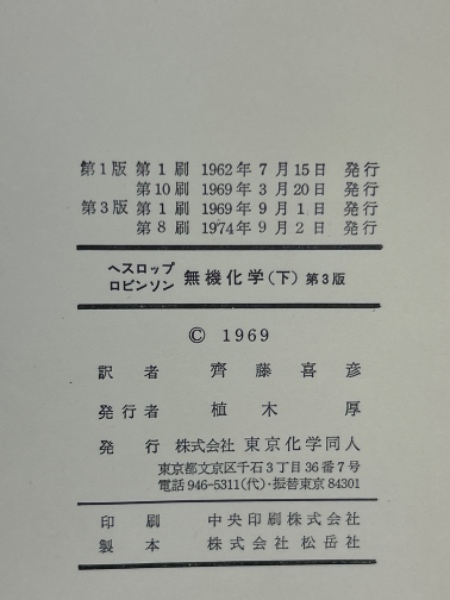 第1版 第1刷 1962年7月15日 発行
第10刷 1969年3月20日 発行
第3版 第1刷 1969年9月1日 発行
第8刷 1974年9月2日 発行
ヘスロップ
ロビンソン 無機化学(下) 第3版
© 1969
訳者 齊藤喜彦
発行者 植木厚
発行 株式会社 東京化学同人
東京都文京区千石3丁目36番7号
電話 946-5311(代)・振替東京 84301
印刷 中央印刷株式会社
製本 株式会社松岳社